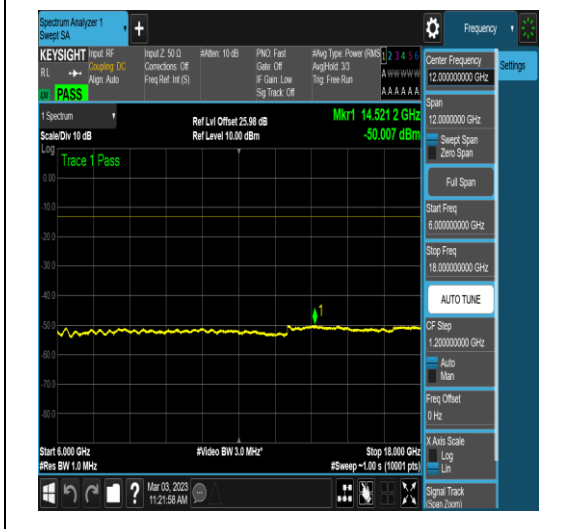 Spectrum Analyzer 1
Swept SA
+
Frequency
KEYSIGHT
RL
LXI
PASS
Input: RF
Coupling: DC
Align: Auto
Input Z: 50 Ω
Corrections: Off
Freq Ref: Int (S)
#Atten: 10 dB
PNO: Fast
Gate: Off
IF Gain: Low
Sig Track: Off
#Avg Type: Power (RMS
Avg|Hold: 3/3
Trig: Free Run
1 2 3 4 5 6
A W W W W W
A A A A A A
1 Spectrum
Scale/Div 10 dB
Ref Lvl Offset 25.98 dB
Ref Level 10.00 dBm
Mkr1 14.521 2 GHz
-50.007 dBm
Log
Trace 1 Pass
0.00
-10.0
-20.0
-30.0
-40.0
-50.0
-60.0
-70.0
-80.0
1
Start 6.000 GHz
#Res BW 1.0 MHz
#Video BW 3.0 MHz*
Stop 18.000 GHz
#Sweep ~1.00 s (10001 pts)
Center Frequency
12.000000000 GHz
Settings
Span
12.0000000 GHz
Swept Span
Zero Span
Full Span
Start Freq
6.000000000 GHz
Stop Freq
18.000000000 GHz
AUTO TUNE
CF Step
1.200000000 GHz
Auto
Man
Freq Offset
0 Hz
X Axis Scale
Log
Lin
Signal Track
(Span Zoom)
?
Mar 03, 2023
11:21:58 AM